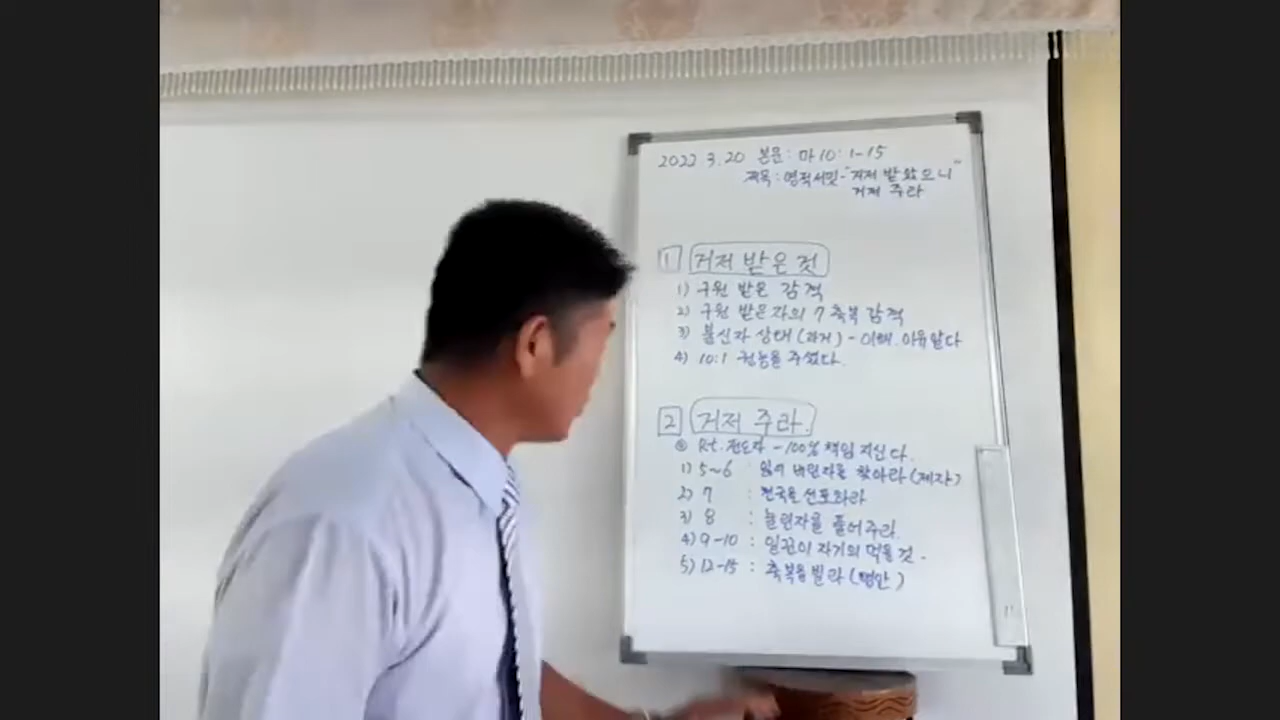 2022 3.20 본문: 마 10: 1-15
제목: 영적서밋-"거저 받았으니
거저 주라"
1 거저 받은 것
1) 구원 받은 감격
2) 구원 받은자의 7 축복 감격
3) 불신자 상태 (과거) - 이해. 이유 알다
4) 10:1 권능을 주셨다.
2 거저 주라.
Rt. 전도자 - 100% 책임 지신다.
1) 5~6 : 잃어 버린자를 찾아라 (제자)
2) 7 : 천국을 선포하라
3) 8 : 눌린자를 풀어주라.
4) 9-10 : 일꾼이 자기의 먹을 것.
5) 12-15 : 축복을 빌라 (평안)